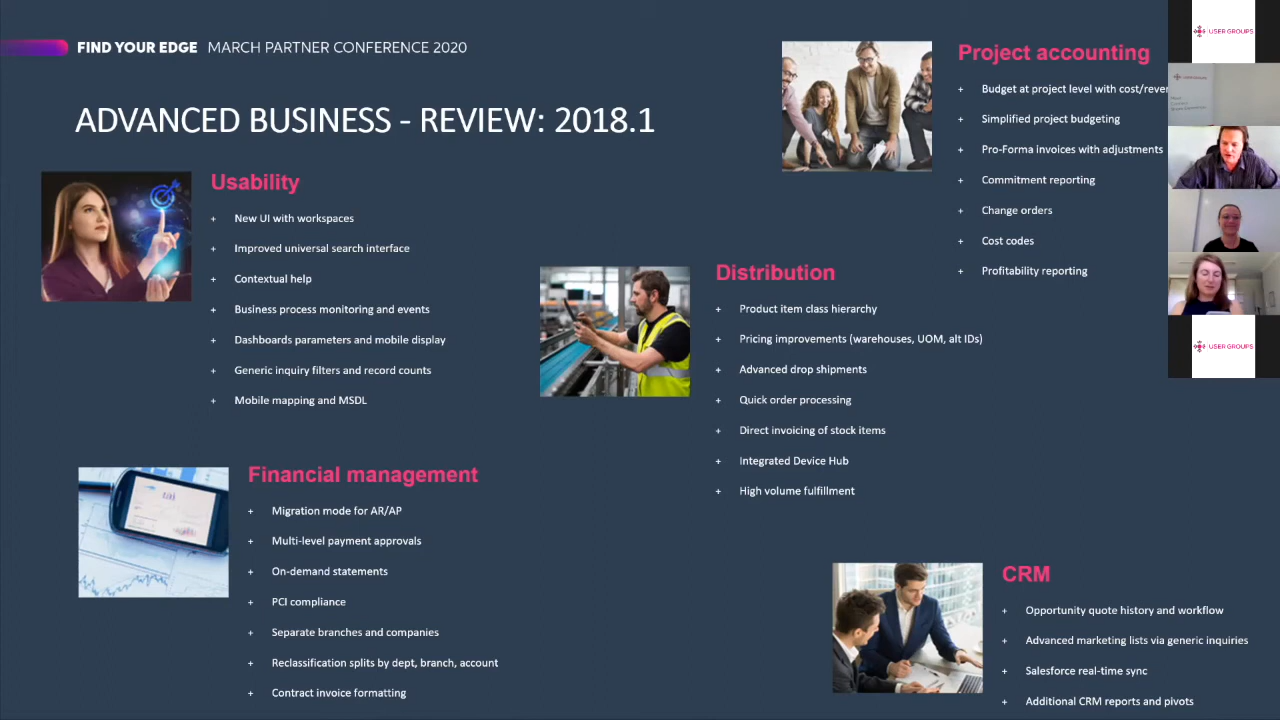 FIND YOUR EDGE MARCH PARTNER CONFERENCE 2020
ADVANCED BUSINESS - REVIEW: 2018.1
Usability
+ New UI with workspaces
+ Improved universal search interface
+ Contextual help
+ Business process monitoring and events
+ Dashboards parameters and mobile display
+ Generic inquiry filters and record counts
+ Mobile mapping and MSDL
Financial management
+ Migration mode for AR/AP
+ Multi-level payment approvals
+ On-demand statements
+ PCI compliance
+ Separate branches and companies
+ Reclassification splits by dept, branch, account
+ Contract invoice formatting
Distribution
+ Product item class hierarchy
+ Pricing improvements (warehouses, UOM, alt IDs)
+ Advanced drop shipments
+ Quick order processing
+ Direct invoicing of stock items
+ Integrated Device Hub
+ High volume fulfillment
Project accounting
+ Budget at project level with cost/rever
+ Simplified project budgeting
+ Pro-Forma invoices with adjustments
+ Commitment reporting
+ Change orders
+ Cost codes
+ Profitability reporting
CRM
+ Opportunity quote history and workflow
+ Advanced marketing lists via generic inquiries
+ Salesforce real-time sync
+ Additional CRM reports and pivots
USER GROUPS
USER GROUPS